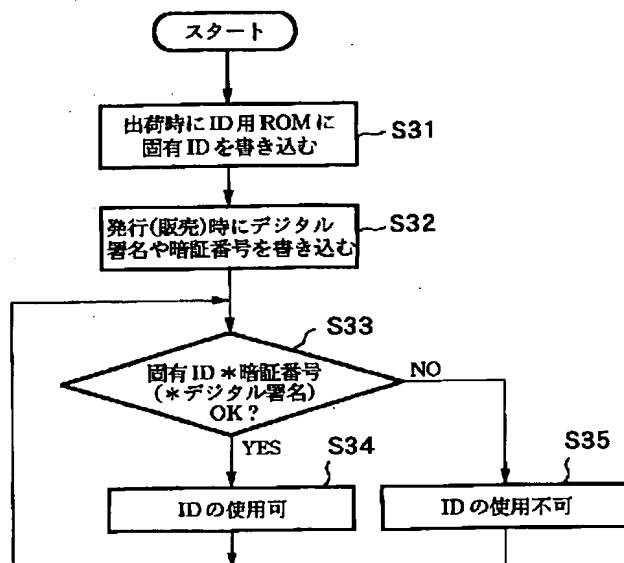 スタート
出荷時にID用ROMに
固有IDを書き込む
S31
発行(販売)時にデジタル
署名や暗証番号を書き込む
S32
S33
固有ID*暗証番号
(*デジタル署名)
OK?
NO
YES
S34
IDの使用可
S35
IDの使用不可